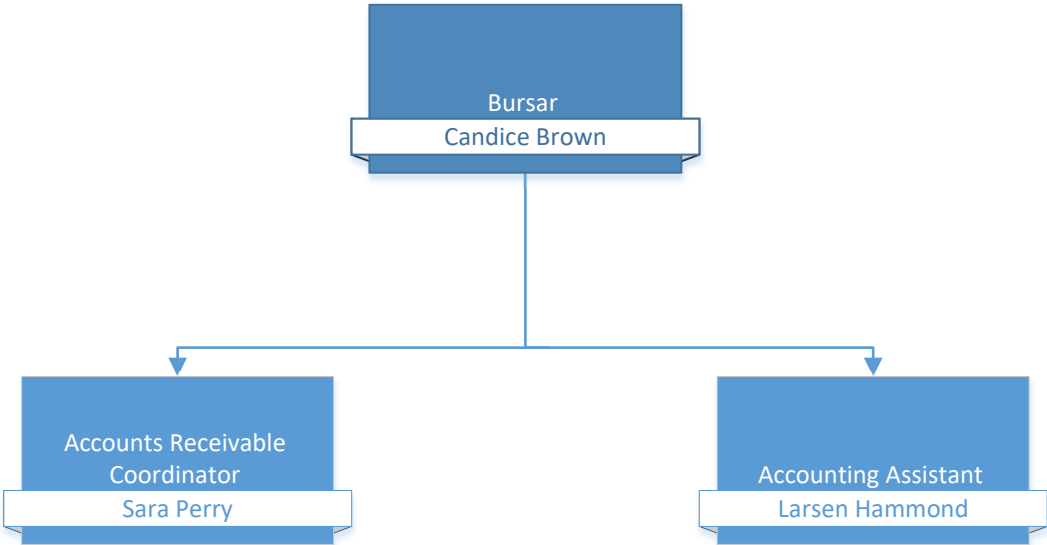 Bursar
Candice Brown
Accounts Receivable
Coordinator
Sara Perry
Accounting Assistant
Larsen Hammond